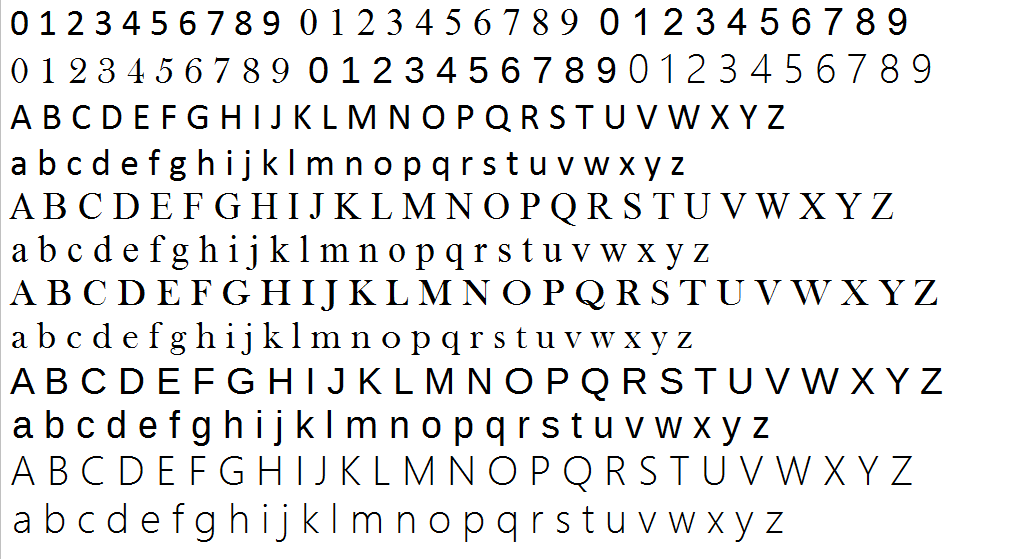 0 1 2 3 4 5 6 7 8 9 0 1 2 3 4 5 6 7 8 9 0 1 2 3 4 5 6 7 8 9
0 1 2 3 4 5 6 7 8 9 0 1 2 3 4 5 6 7 8 9 0 1 2 3 4 5 6 7 8 9
A B C D E F G H I J K L M N O P Q R S T U V W X Y Z
a b c d e f g h i j k l m n o p q r s t u v w x y z
A B C D E F G H I J K L M N O P Q R S T U V W X Y Z
a b c d e f g h i j k l m n o p q r s t u v w x y z
A B C D E F G H I J K L M N O P Q R S T U V W X Y Z
a b c d e f g h i j k l m n o p q r s t u v w x y z
A B C D E F G H I J K L M N O P Q R S T U V W X Y Z
a b c d e f g h i j k l m n o p q r s t u v w x y z
A B C D E F G H I J K L M N O P Q R S T U V W X Y Z
a b c d e f g h i j k l m n o p q r s t u v w x y z